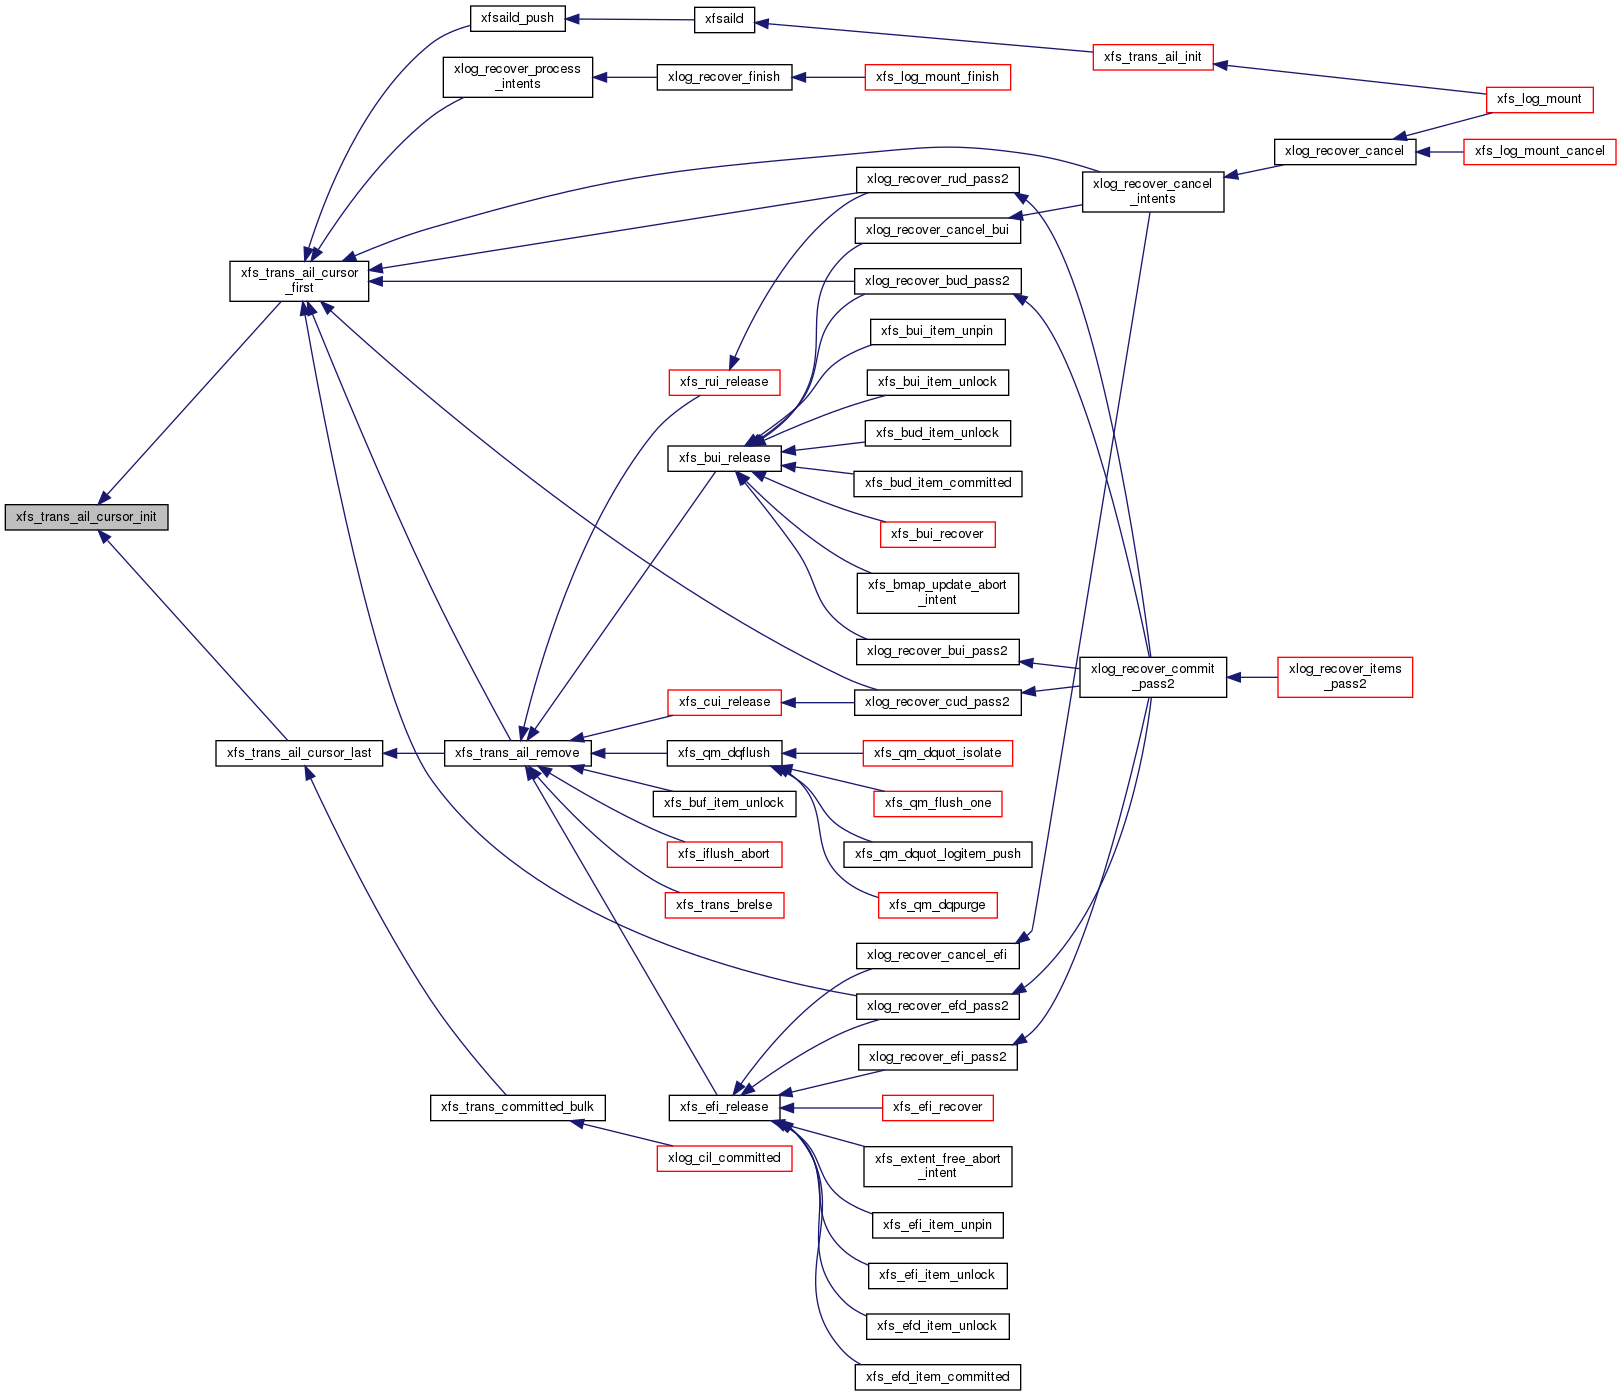 xfsaild_push
xfsaild
xfs_trans_ail_init
xlog_recover_process
_intents
xlog_recover_finish
xfs_log_mount_finish
xfs_log_mount
xlog_recover_cancel
xfs_log_mount_cancel
xlog_recover_rud_pass2
xlog_recover_cancel
_intents
xlog_recover_cancel_bui
xfs_trans_ail_cursor
_first
xlog_recover_bud_pass2
xfs_bui_item_unpin
xfs_rui_release
xfs_bui_item_unlock
xfs_bud_item_unlock
xfs_bui_release
xfs_bud_item_committed
xfs_trans_ail_cursor_init
xfs_bui_recover
xfs_bmap_update_abort
_intent
xlog_recover_bui_pass2
xlog_recover_commit
_pass2
xlog_recover_items
_pass2
xfs_cui_release
xlog_recover_cud_pass2
xfs_trans_ail_cursor_last
xfs_trans_ail_remove
xfs_qm_dqflush
xfs_qm_dquot_isolate
xfs_buf_item_unlock
xfs_qm_flush_one
xfs_iflush_abort
xfs_qm_dquot_logitem_push
xfs_trans_brelse
xfs_qm_dqpurge
xlog_recover_cancel_efi
xlog_recover_efd_pass2
xlog_recover_efi_pass2
xfs_trans_committed_bulk
xfs_efi_release
xfs_efi_recover
xlog_cil_committed
xfs_extent_free_abort
_intent
xfs_efi_item_unpin
xfs_efi_item_unlock
xfs_efd_item_unlock
xfs_efd_item_committed